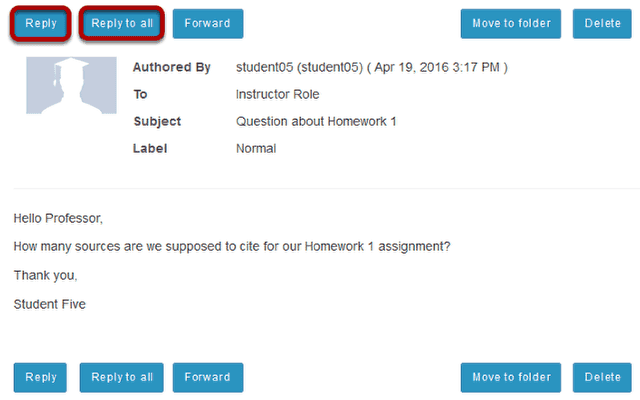 Reply Reply to all Forward Move to folder Delete
Authored By student05 (student05) ( Apr 19, 2016 3:17 PM )
To Instructor Role
Subject Question about Homework 1
Label Normal
Hello Professor,
How many sources are we supposed to cite for our Homework 1 assignment?
Thank you,
Student Five
Reply Reply to all Forward Move to folder Delete